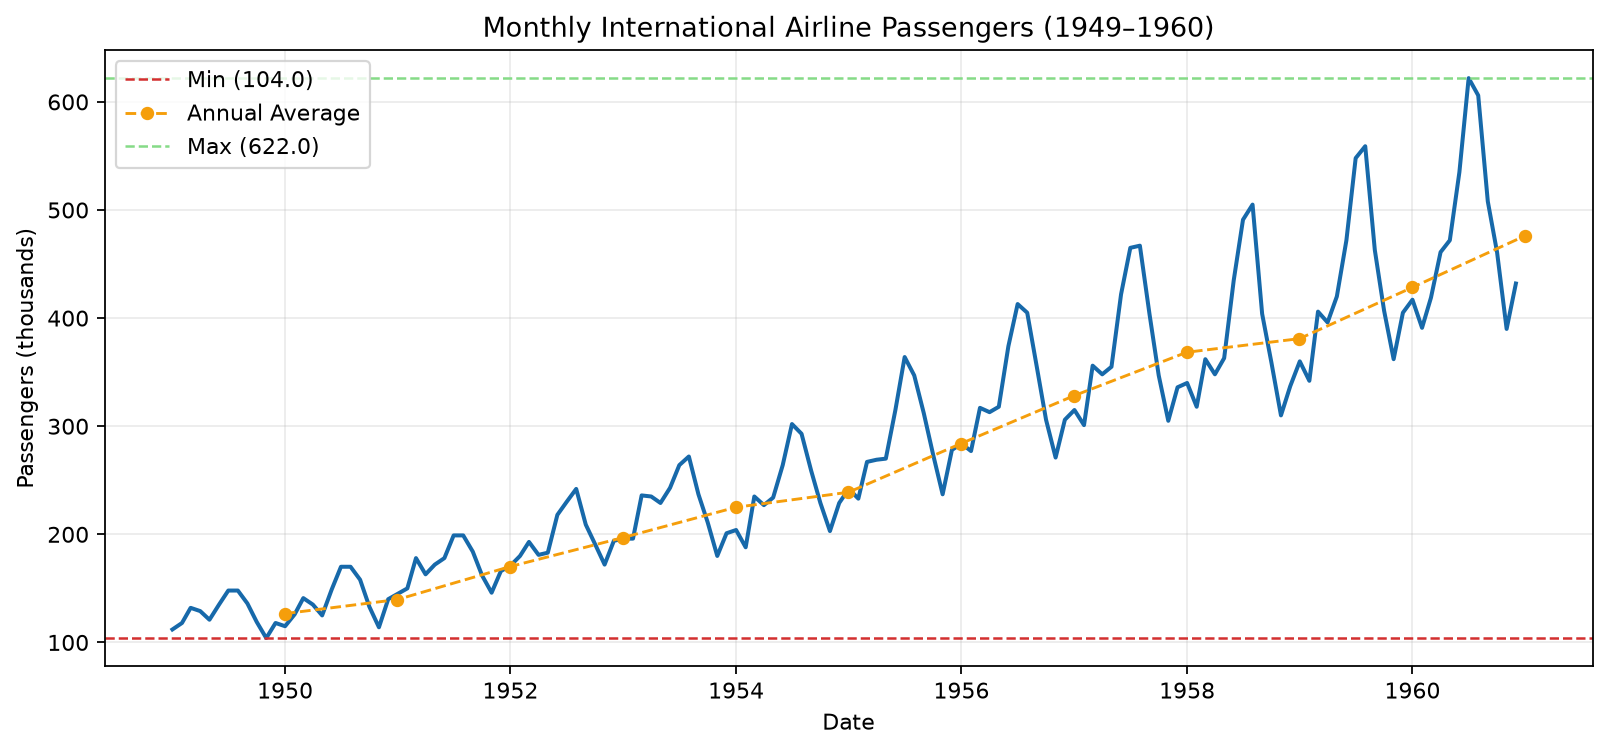 Monthly International Airline Passengers (1949–1960)
Min (104.0)
Annual Average
Max (622.0)
Passengers (thousands)
600
500
400
300
200
100
1950
1952
1954
1956
1958
1960
Date